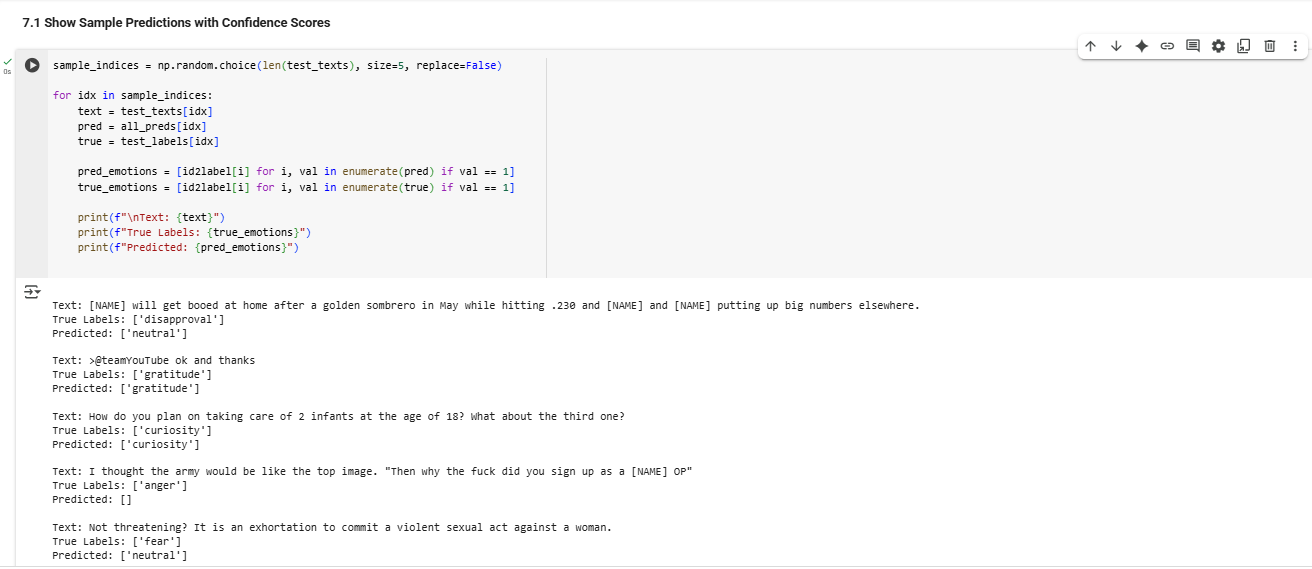 7.1 Show Sample Predictions with Confidence Scores
0s
sample_indices = np.random.choice(len(test_texts), size=5, replace=False)
for idx in sample_indices:
    text = test_texts[idx]
    pred = all_preds[idx]
    true = test_labels[idx]
    pred_emotions = [id2label[i] for i, val in enumerate(pred) if val == 1]
    true_emotions = [id2label[i] for i, val in enumerate(true) if val == 1]
    print(f"\nText: {text}")
    print(f"True Labels: {true_emotions}")
    print(f"Predicted: {pred_emotions}")
Text: [NAME] will get booed at home after a golden sombrero in May while hitting .230 and [NAME] and [NAME] putting up big numbers elsewhere.
True Labels: ['disapproval']
Predicted: ['neutral']
Text: >@teamYouTube ok and thanks
True Labels: ['gratitude']
Predicted: ['gratitude']
Text: How do you plan on taking care of 2 infants at the age of 18? What about the third one?
True Labels: ['curiosity']
Predicted: ['curiosity']
Text: I thought the army would be like the top image. "Then why the fuck did you sign up as a [NAME] OP"
True Labels: ['anger']
Predicted: []
Text: Not threatening? It is an exhortation to commit a violent sexual act against a woman.
True Labels: ['fear']
Predicted: ['neutral']